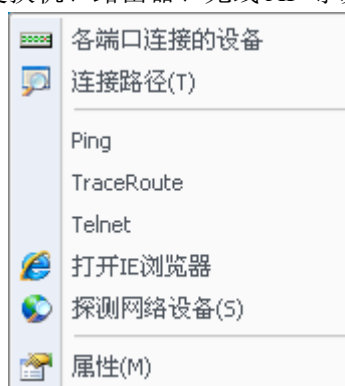 各端口连接的设备
连接路径(T)
Ping
TraceRoute
Telnet
打开IE浏览器
探测网络设备(S)
属性(M)